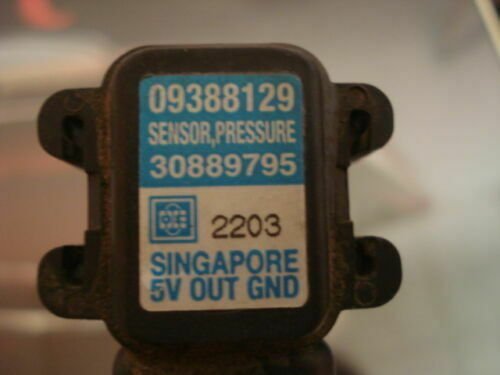 09388129
SENSOR,PRESSURE
30889795
2203
SINGAPORE
5V OUT GND